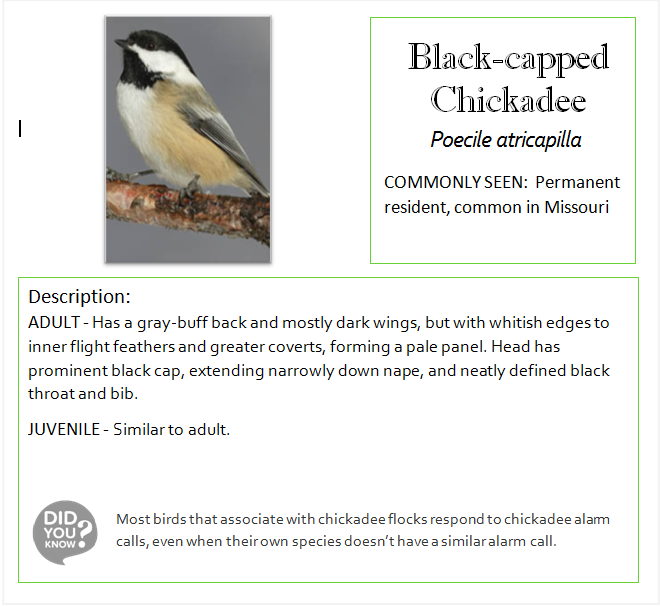 Black-capped
Chickadee
Poecile atricapilla
COMMONLY SEEN: Permanent
resident, common in Missouri
Description:
ADULT - Has a gray-buff back and mostly dark wings, but with whitish edges to
inner flight feathers and greater coverts, forming a pale panel. Head has
prominent black cap, extending narrowly down nape, and neatly defined black
throat and bib.
JUVENILE - Similar to adult.
DID
YOU
KNOW?
Most birds that associate with chickadee flocks respond to chickadee alarm
calls, even when their own species doesn't have a similar alarm call.